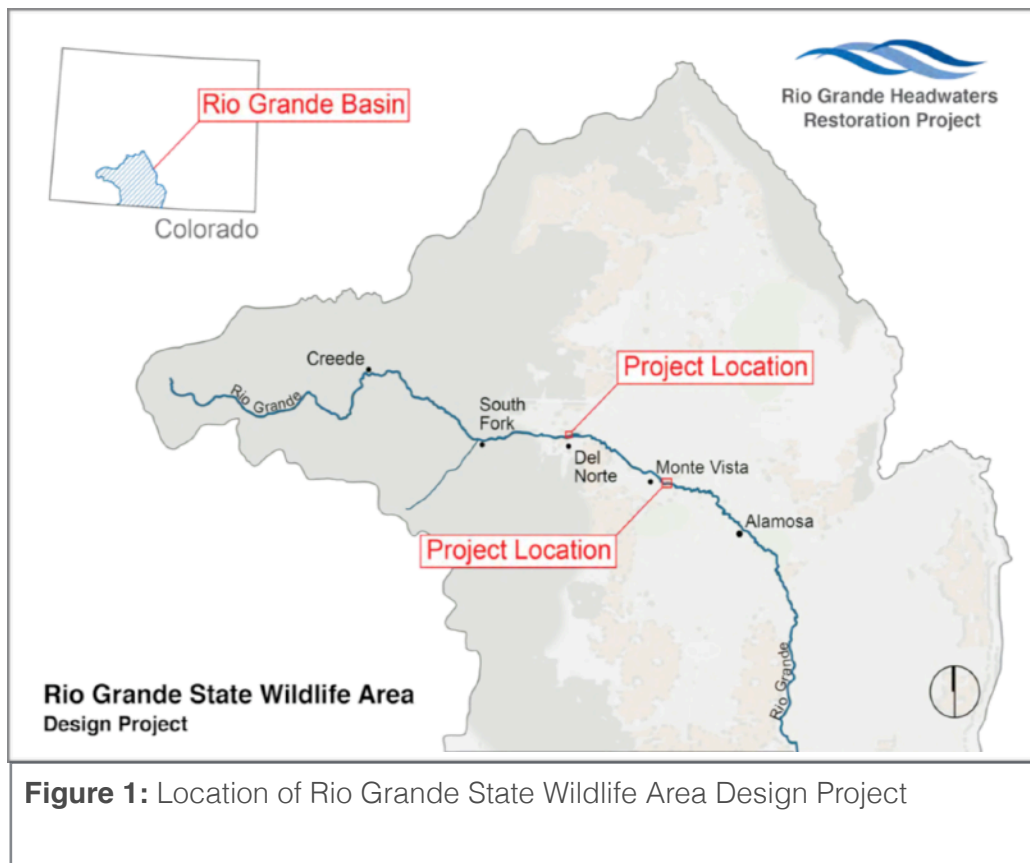 Rio Grande Basin
Colorado
Rio Grande Headwaters
Restoration Project
Creede
Rio Grande
South
Fork
Project Location
Del
Norte
Monte Vista
Project Location
Alamosa
Rio Grande
Rio Grande State Wildlife Area
Design Project
Figure 1: Location of Rio Grande State Wildlife Area Design Project